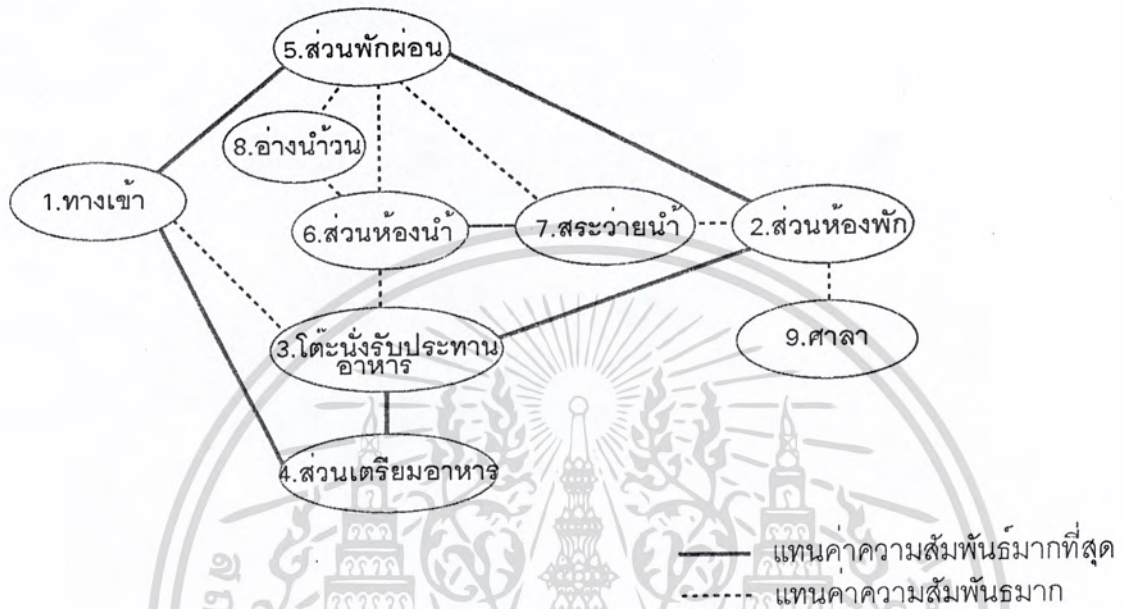 5.ส่วนพักผ่อน
8.อ่างน้ำวน
1.ทางเข้า
6.ส่วนห้องน้ำ
7.สระว่ายน้ำ
2.ส่วนห้องพัก
3.โต๊ะนั่งรับประทาน
อาหาร
9.ศาลา
4.ส่วนเตรียมอาหาร
แทนค่าความสัมพันธ์มากที่สุด
แทนค่าความสัมพันธมาก